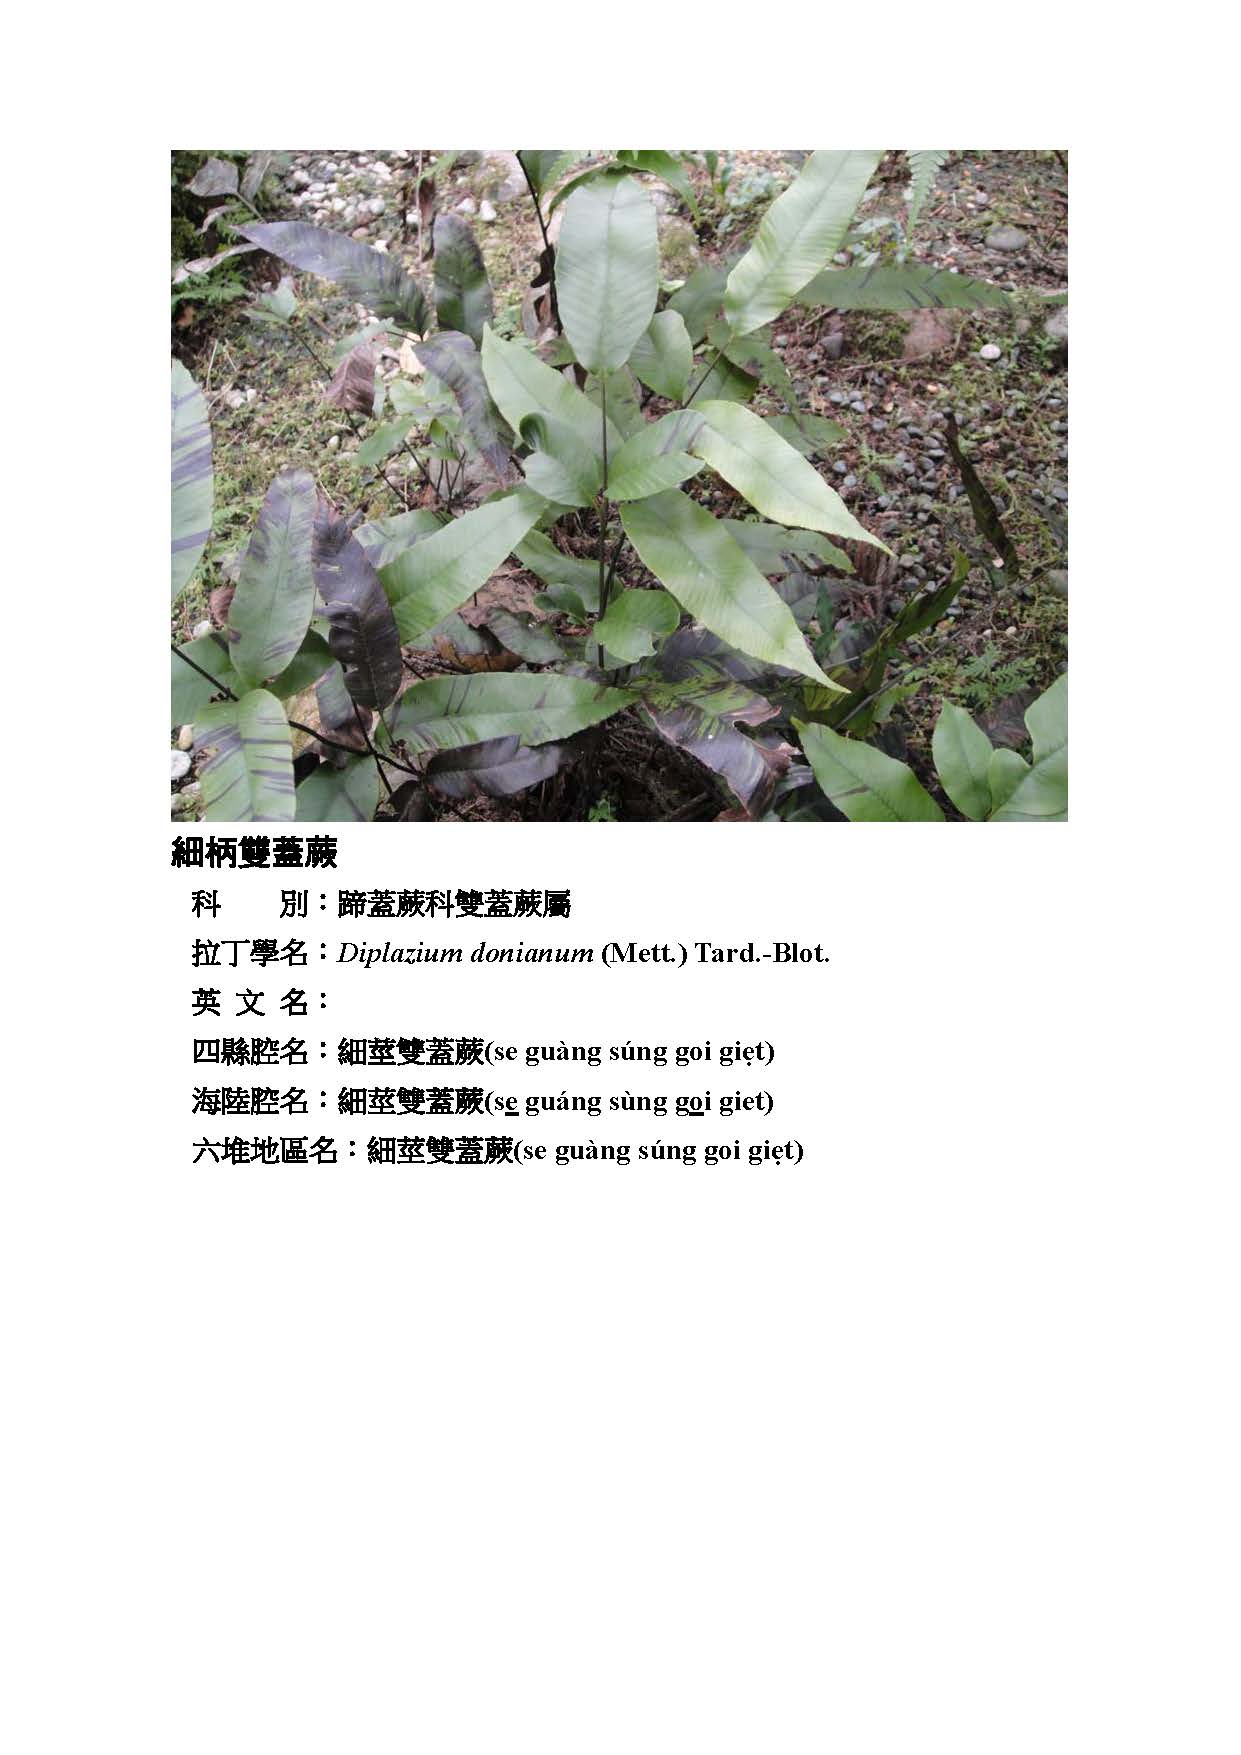 細柄雙蓋蕨
科　　別：蹄蓋蕨科雙蓋蕨屬
拉丁學名：Diplazium donianum (Mett.) Tard.-Blot.
英 文 名：
四縣腔名：細莖雙蓋蕨(se guàng súng goi giẹt)
海陸腔名：細莖雙蓋蕨(se guáng sùng goi giet)
六堆地區名：細莖雙蓋蕨(se guàng súng goi giẹt)